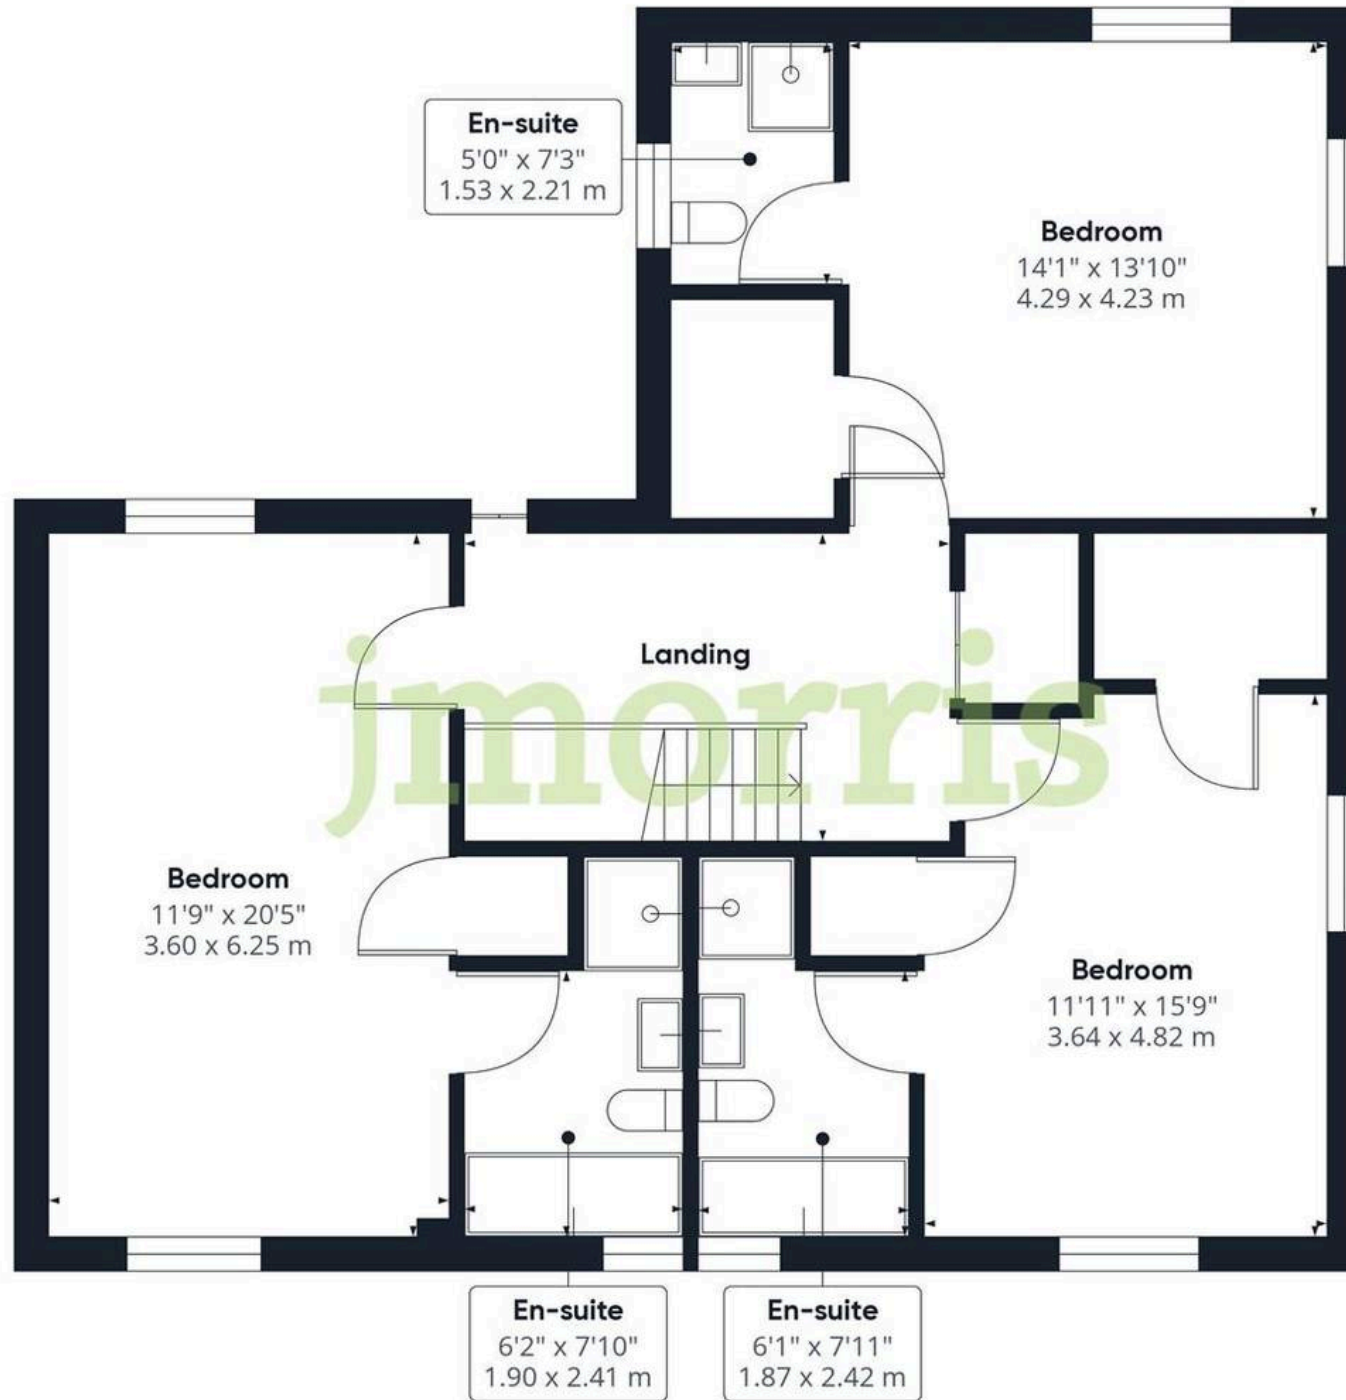 En-suite
5'0" x 7'3"
1.53 x 2.21 m
Bedroom
14'1" x 13'10"
4.29 x 4.23 m
Landing
jmorris
Bedroom
11'9" x 20'5"
3.60 x 6.25 m
Bedroom
11'11" x 15'9"
3.64 x 4.82 m
En-suite
6'2" x 7'10"
1.90 x 2.41 m
En-suite
6'1" x 7'11"
1.87 x 2.42 m